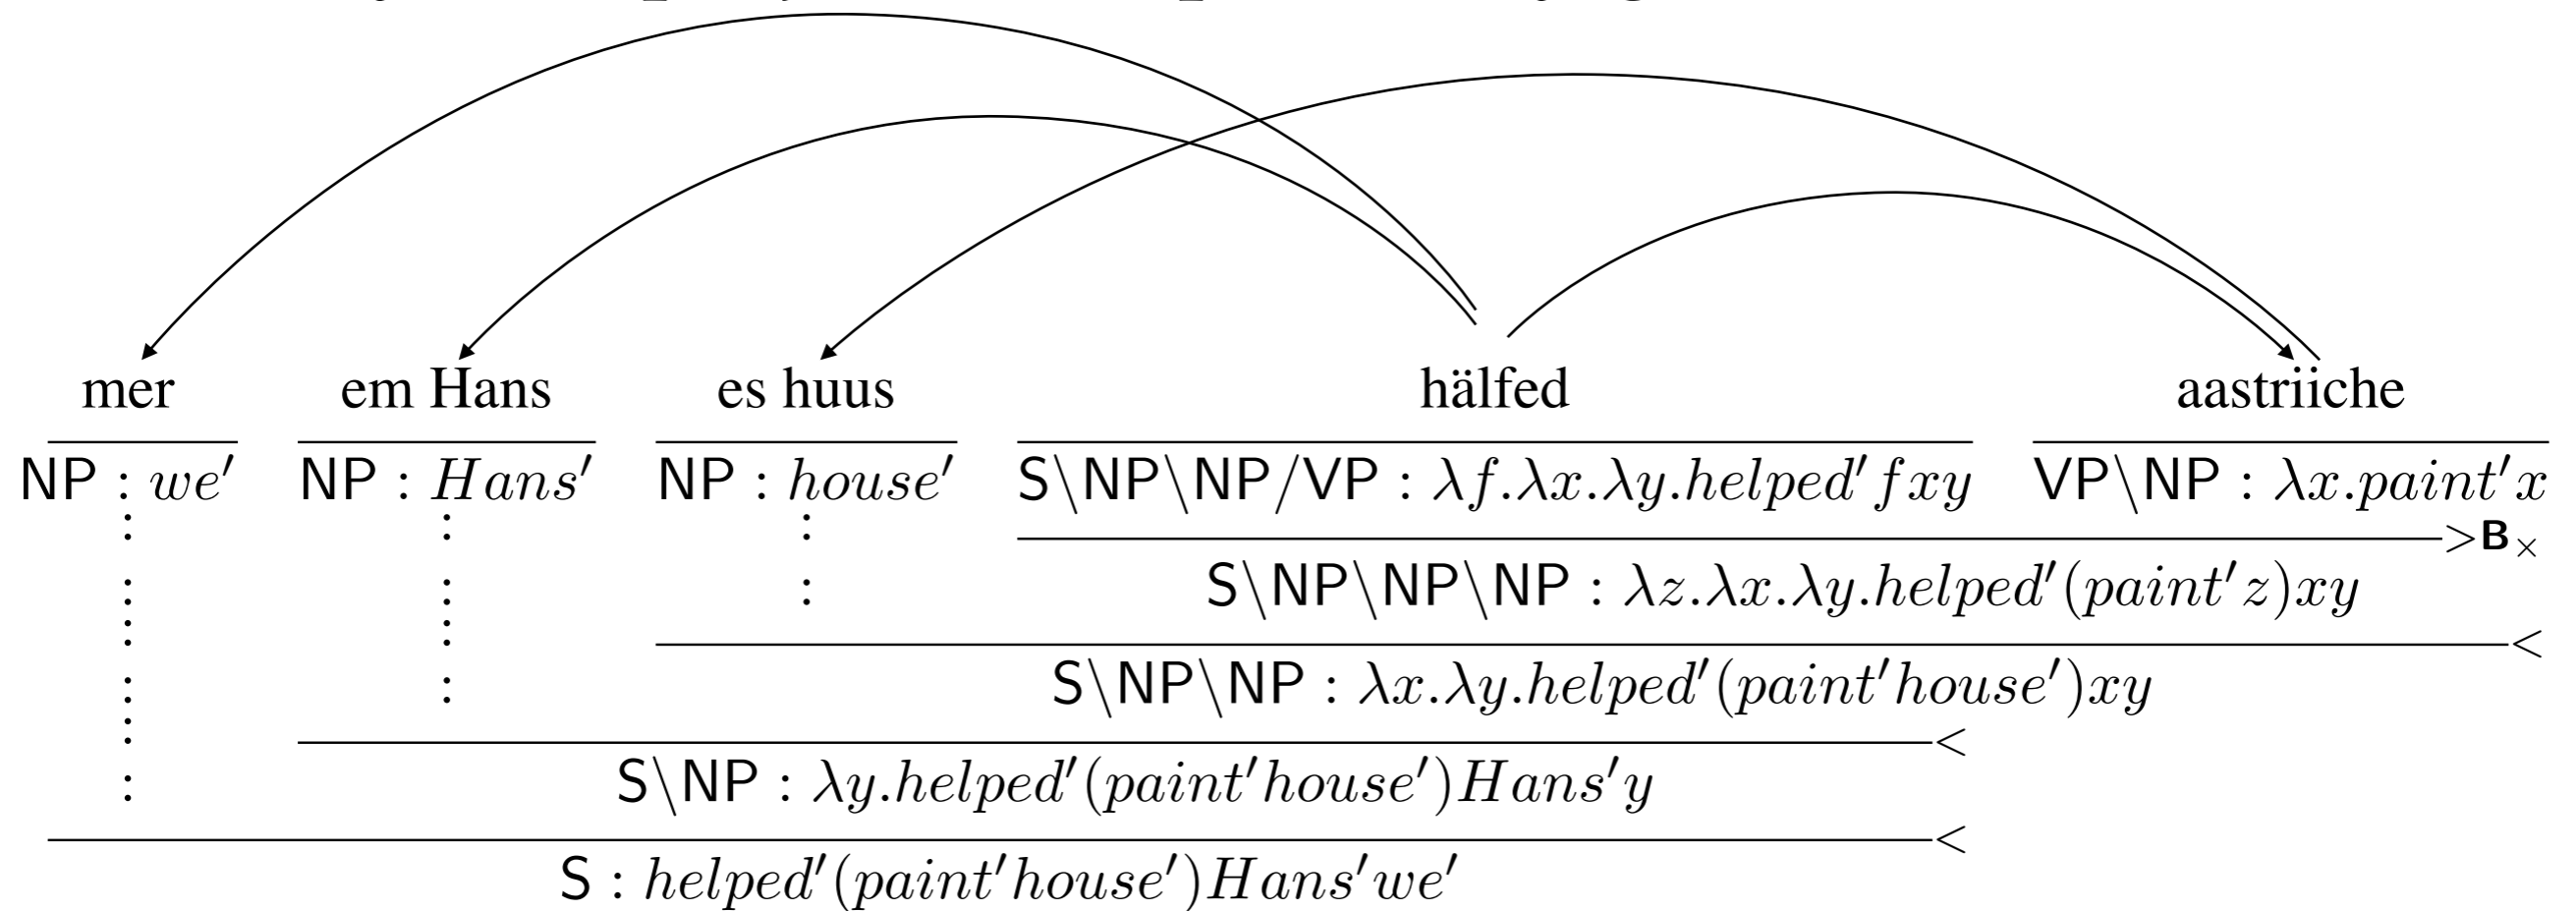 mer em Hans es huus hälfed aastriiche
NP : we′ NP : Hans′ NP : house′ S\NP\NP/VP : λf.λx.λy.helped′fxy VP\NP : λx.paint′x
>B×
S\NP\NP\NP : λz.λx.λy.helped′(paint′z)xy
<
S\NP\NP : λx.λy.helped′(paint′house′)xy
<
S\NP : λy.helped′(paint′house′)Hans′y
<
S : helped′(paint′house′)Hans′we′